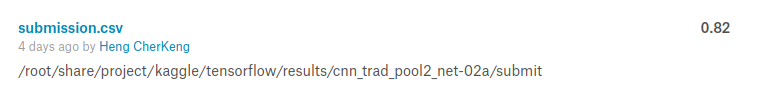 submission.csv 0.82
4 days ago by Heng CherKeng
/root/share/project/kaggle/tensorflow/results/cnn_trad_pool2_net-02a/submit